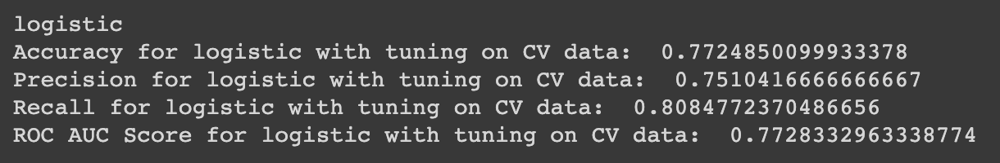 logistic
Accuracy for logistic with tuning on CV data:  0.7724850099933378
Precision for logistic with tuning on CV data:  0.7510416666666667
Recall for logistic with tuning on CV data:  0.8084772370486656
ROC AUC Score for logistic with tuning on CV data:  0.7728332963338774